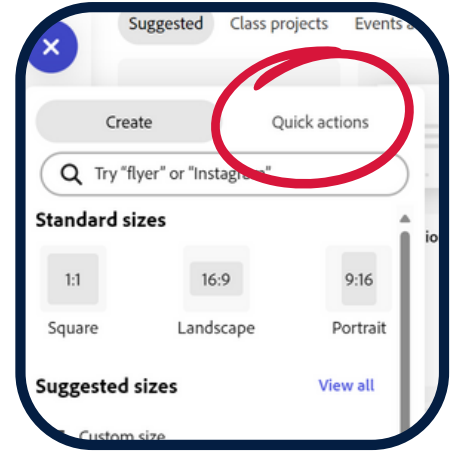 Suggested Class projects Events a
Create Quick actions
Try "flyer" or "Instagram"
Standard sizes
1:1 16:9 9:16
Square Landscape Portrait
Suggested sizes View all
Custom size